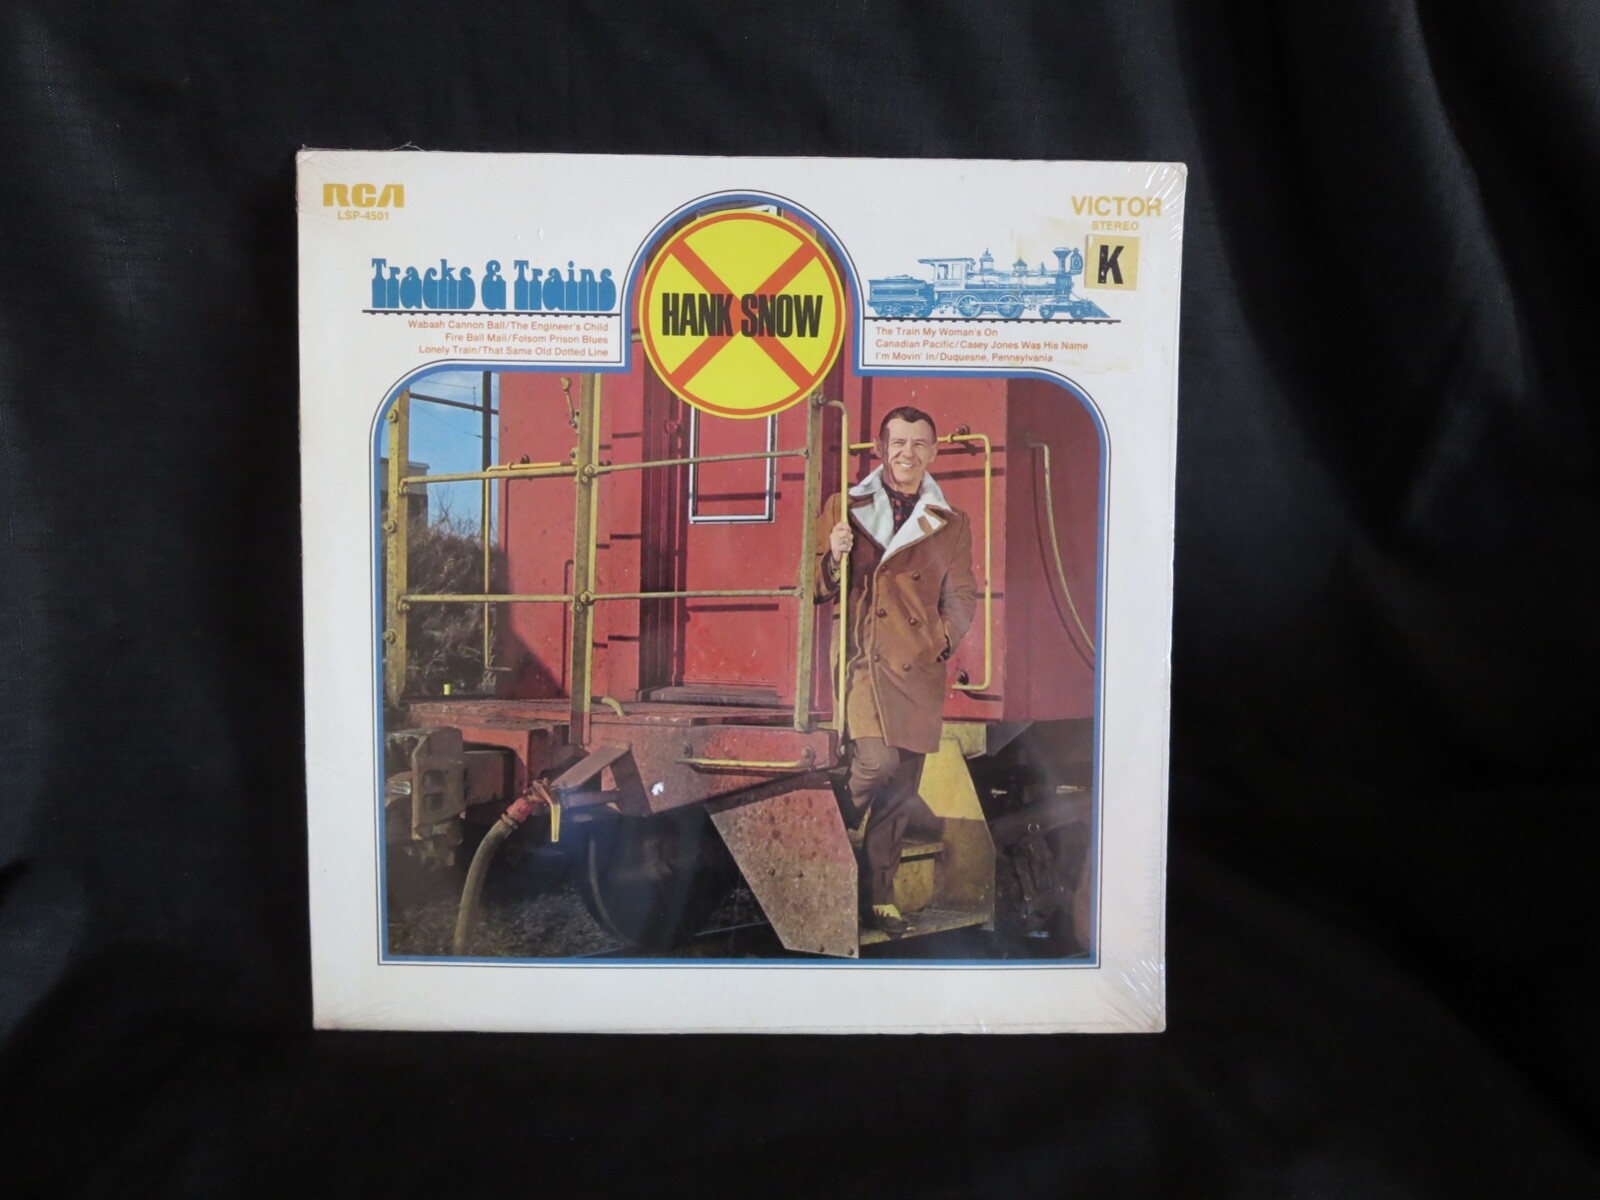 RCA
LSP-4501
VICTOR
STEREO
K
Tracks & Trains
HANK SNOW
Wabash Cannon Ball/The Engineer's Child
Fire Ball Mail/Folsom Prison Blues
Lonely Train/That Same Old Dotted Line
The Train My Woman's On
Canadian Pacific/Casey Jones Was His Name
I'm Movin' In/Duquesne, Pennsylvania